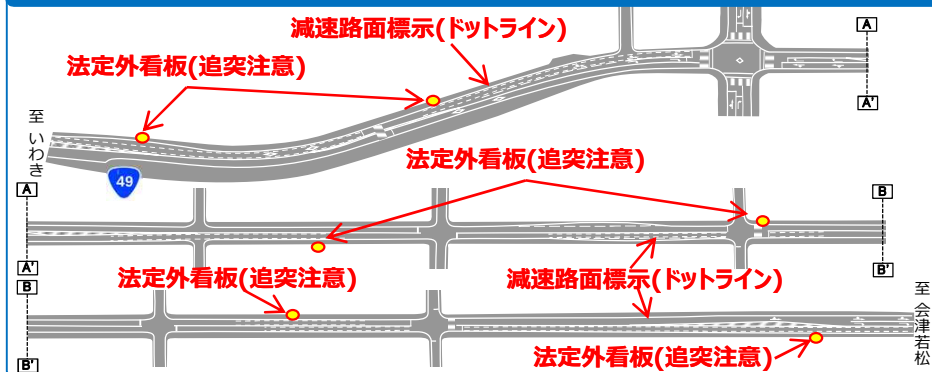 減速路面標示(ドットライン)
A
法定外看板(追突注意)
A'
至 いわき
49
法定外看板(追突注意)
A
B
A'
B'
B
法定外看板(追突注意)
減速路面標示(ドットライン)
至 会津若松
法定外看板(追突注意)
B'